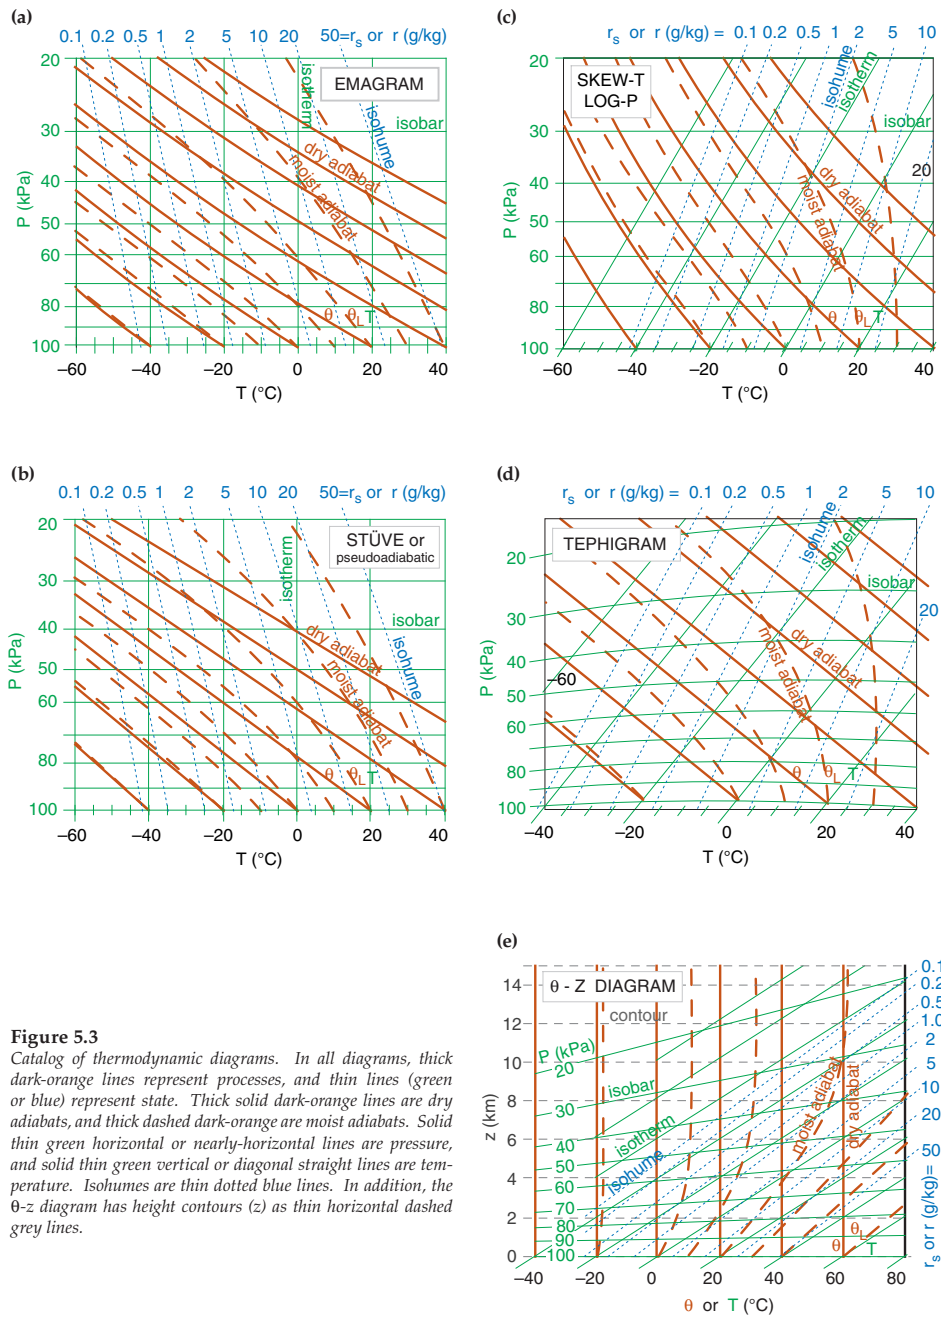 (a)
0.1 0.2 0.5 1 2 5 10 20 50=rs or r (g/kg)
20
30
40
50
60
80
100
P (kPa)
EMAGRAM
isotherm
isobar
isohume
dry adiabat
moist adiabat
θ θL T
–60 –40 –20 0 20 40
T (°C)
(c)
rs or r (g/kg) = 0.1 0.2 0.5 1 2 5 10
20
30
40
50
60
80
100
P (kPa)
SKEW-T
LOG-P
isohume
isotherm
isobar
20
dry adiabat
moist adiabat
θ θL T
–60 –40 –20 0 20 40
T (°C)
(b)
0.1 0.2 0.5 1 2 5 10 20 50=rs or r (g/kg)
20
30
40
50
60
80
100
P (kPa)
STÜVE or
pseudoadiabatic
isotherm
isobar
isohume
dry adiabat
moist adiabat
θ θL T
–60 –40 –20 0 20 40
T (°C)
(d)
rs or r (g/kg) = 0.1 0.2 0.5 1 2 5 10
20
30
40
50
60
80
100
P (kPa)
TEPHIGRAM
isohume
isotherm
isobar
20
–60
dry adiabat
moist adiabat
θ θL T
–40 –20 0 20 40
T (°C)
(e)
14
12
10
8
6
4
2
0
z (km)
θ - Z DIAGRAM
contour
P (kPa)
20
30
40
50
60
70
80
90
100
isobar
isotherm
isohume
moist adiabat
dry adiabat
θL
θ T
0.1
0.2
0.5
1.0
2
5
10
20
50
rs or r (g/kg)=
–40 –20 0 20 40 60 80
θ or T (°C)
Figure 5.3
Catalog of thermodynamic diagrams. In all diagrams, thick
dark-orange lines represent processes, and thin lines (green
or blue) represent state. Thick solid dark-orange lines are dry
adiabats, and thick dashed dark-orange are moist adiabats. Solid
thin green horizontal or nearly-horizontal lines are pressure,
and solid thin green vertical or diagonal straight lines are tem-
perature. Isohumes are thin dotted blue lines. In addition, the
θ-z diagram has height contours (z) as thin horizontal dashed
grey lines.